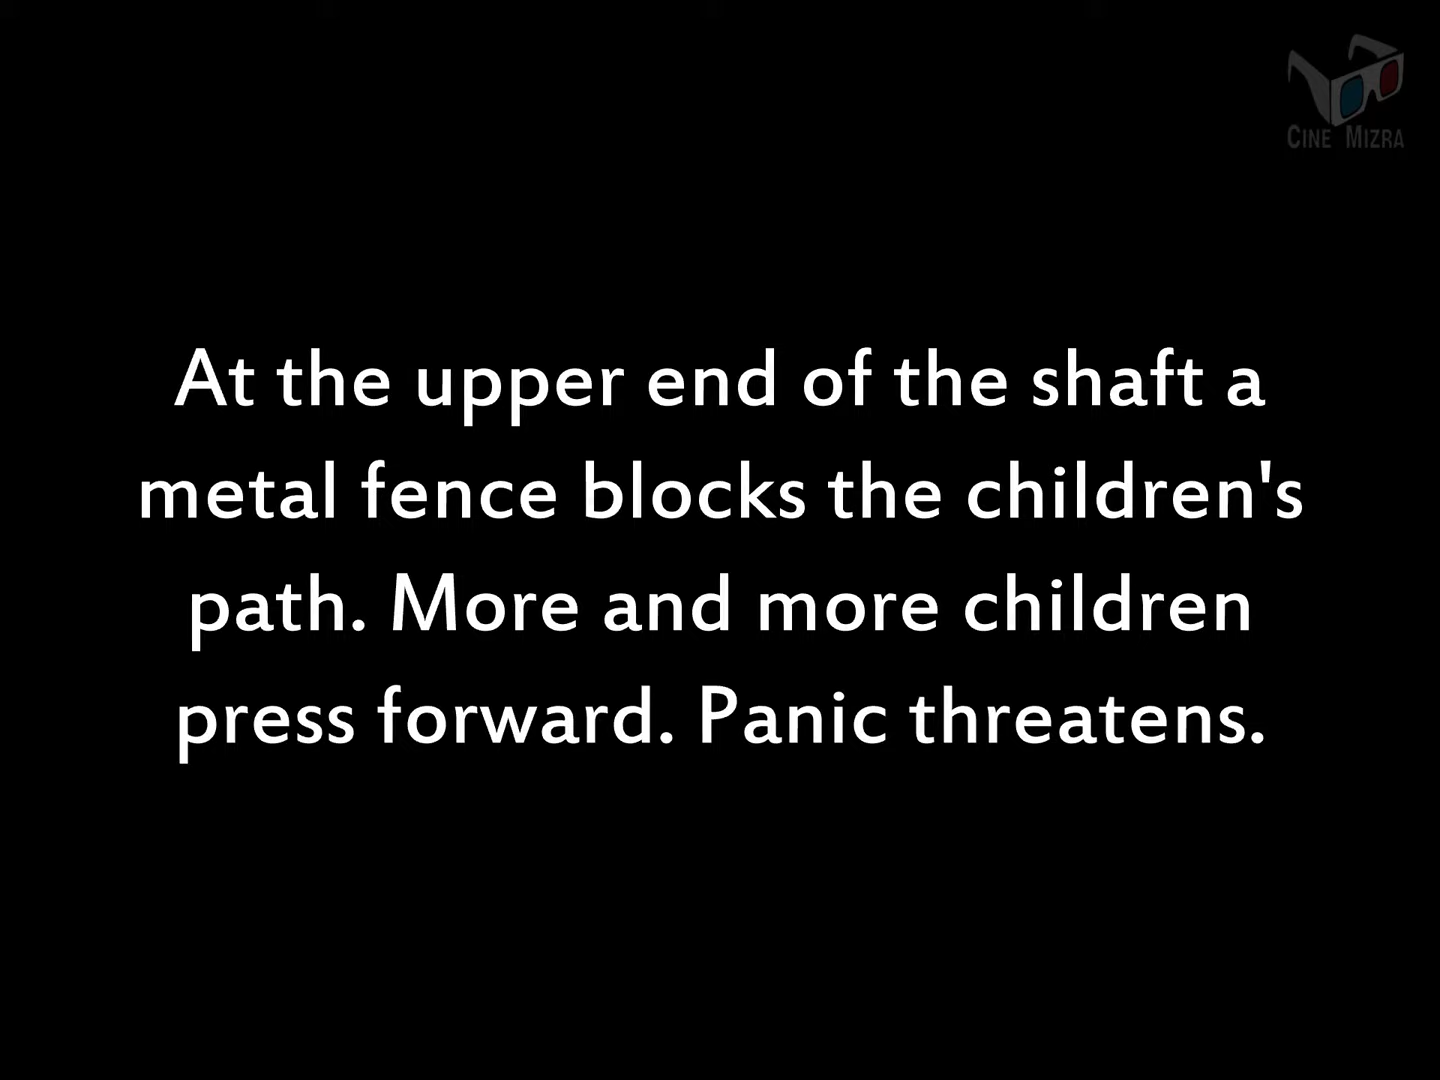 CINE MIZRA
At the upper end of the shaft a
metal fence blocks the children's
path. More and more children
press forward. Panic threatens.